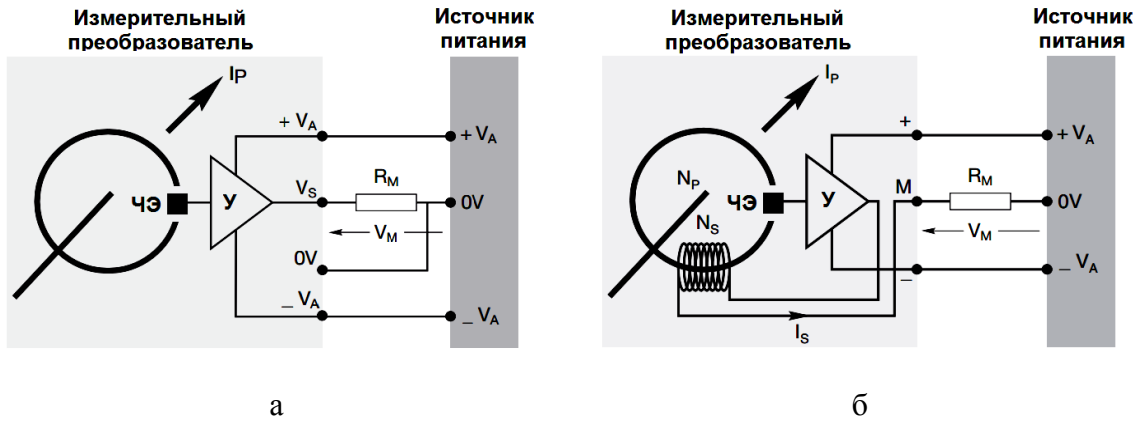 Измерительный
преобразователь
Источник
питания
IP
+ VA
+ VA
ЧЭ
У
VS
RM
0V
VM
0V
_ VA
_ VA
а
Измерительный
преобразователь
Источник
питания
IP
+
+ VA
NP
ЧЭ
У
M
RM
0V
NS
VM
_
_ VA
IS
б